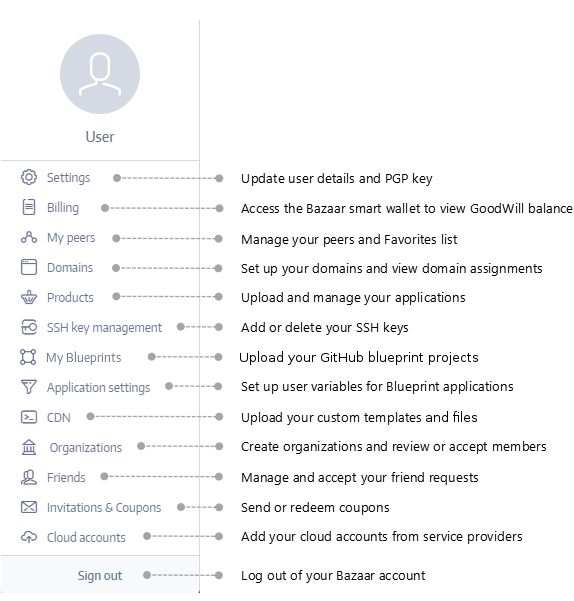 User
Settings Update user details and PGP key
Billing Access the Bazaar smart wallet to view GoodWill balance
My peers Manage your peers and Favorites list
Domains Set up your domains and view domain assignments
Products Upload and manage your applications
SSH key management Add or delete your SSH keys
My Blueprints Upload your GitHub blueprint projects
Application settings Set up user variables for Blueprint applications
CDN Upload your custom templates and files
Organizations Create organizations and review or accept members
Friends Manage and accept your friend requests
Invitations & Coupons Send or redeem coupons
Cloud accounts Add your cloud accounts from service providers
Sign out Log out of your Bazaar account